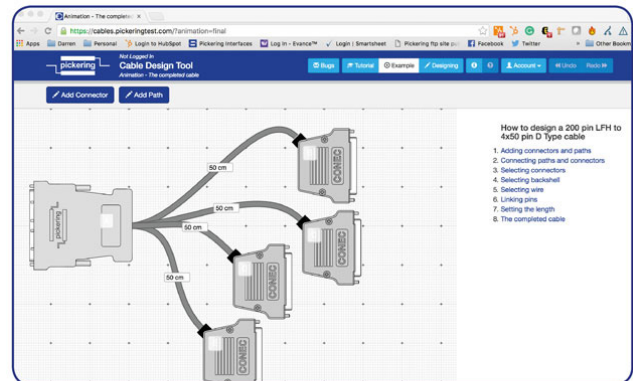 Animation - The completed
https://cables.pickeringtest.com/?animation=final
Apps Darren Personal Login to HubSpot Pickering Interfaces Log In - Evance™ Login | Smartsheet Pickering ftp site Facebook Twitter Other Bookm
pickering
Not Logged In
Cable Design Tool
Animation - The completed cable
Bugs Tutorial Example Designing Account Undo Redo
Add Connector Add Path
How to design a 200 pin LFH to
4x50 pin D Type cable
1. Adding connectors and paths
2. Connecting paths and connectors
3. Selecting connectors
4. Selecting backshell
5. Selecting wire
6. Linking pins
7. Setting the length
8. The completed cable
50 cm
CONEC
50 cm
pickering
50 cm
CONEC
CONEC
50 cm
CONEC